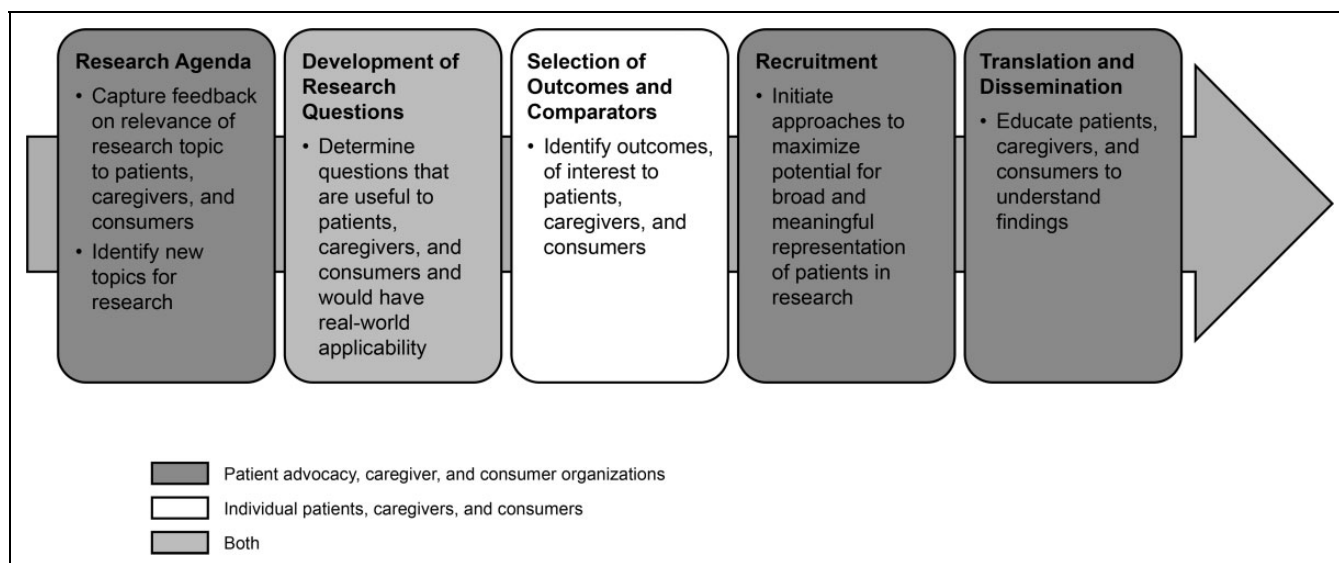 Research Agenda
• Capture feedback
on relevance of
research topic
to patients,
caregivers, and
consumers
• Identify new
topics for
research
Development of
Research
Questions
• Determine
questions that
are useful to
patients,
caregivers, and
consumers and
would have
real-world
applicability
Selection of
Outcomes and
Comparators
• Identify outcomes,
of interest to
patients,
caregivers, and
consumers
Recruitment
• Initiate
approaches to
maximize
potential for
broad and
meaningful
representation
of patients in
research
Translation and
Dissemination
• Educate patients,
caregivers, and
consumers to
understand
findings
Patient advocacy, caregiver, and consumer organizations
Individual patients, caregivers, and consumers
Both